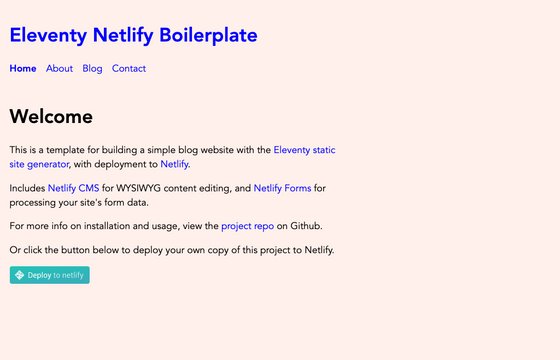 Eleventy Netlify Boilerplate
Home About Blog Contact
Welcome
This is a template for building a simple blog website with the Eleventy static
site generator, with deployment to Netlify.
Includes Netlify CMS for WYSIWYG content editing, and Netlify Forms for
processing your site's form data.
For more info on installation and usage, view the project repo on Github.
Or click the button below to deploy your own copy of this project to Netlify.
Deploy to netlify